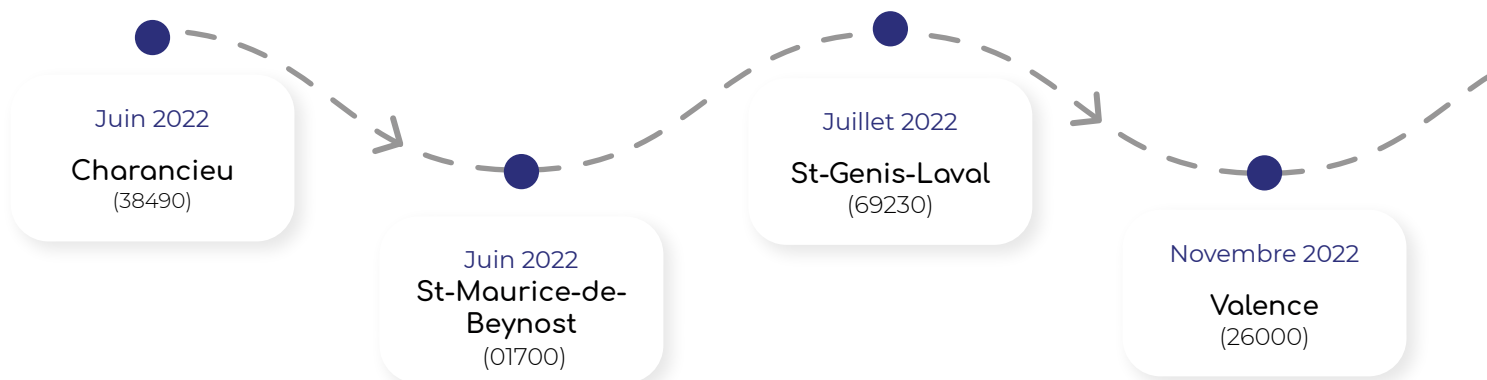 Juin 2022
Charancieu
(38490)
Juin 2022
St-Maurice-de-
Beynost
(01700)
Juillet 2022
St-Genis-Laval
(69230)
Novembre 2022
Valence
(26000)